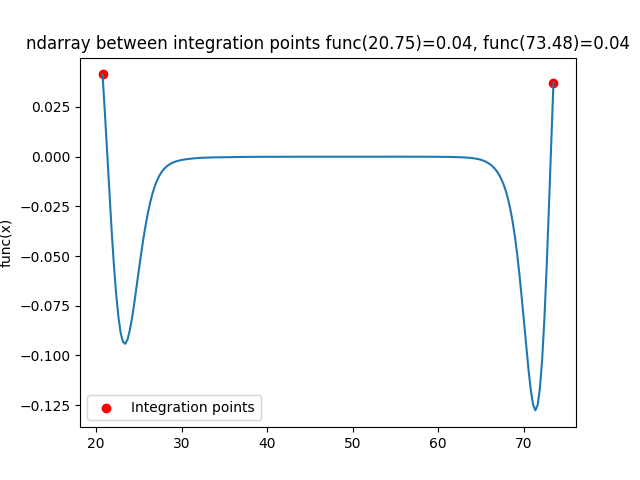 ndarray between integration points func(20.75)=0.04, func(73.48)=0.04
0.025
0.000
−0.025
−0.050
−0.075
−0.100
−0.125
func(x)
Integration points
20 30 40 50 60 70